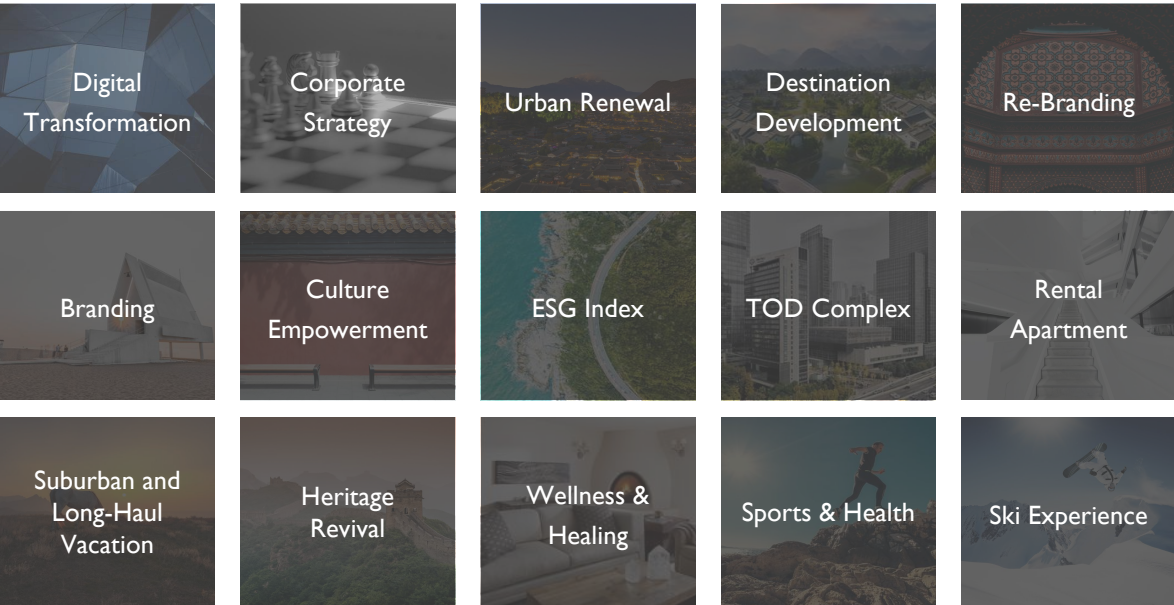 Digital
Transformation
Corporate
Strategy
Urban Renewal
Destination
Development
Re-Branding
Branding
Culture
Empowerment
ESG Index
TOD Complex
Rental
Apartment
Suburban and
Long-Haul
Vacation
Heritage
Revival
Wellness &
Healing
Sports & Health
Ski Experience